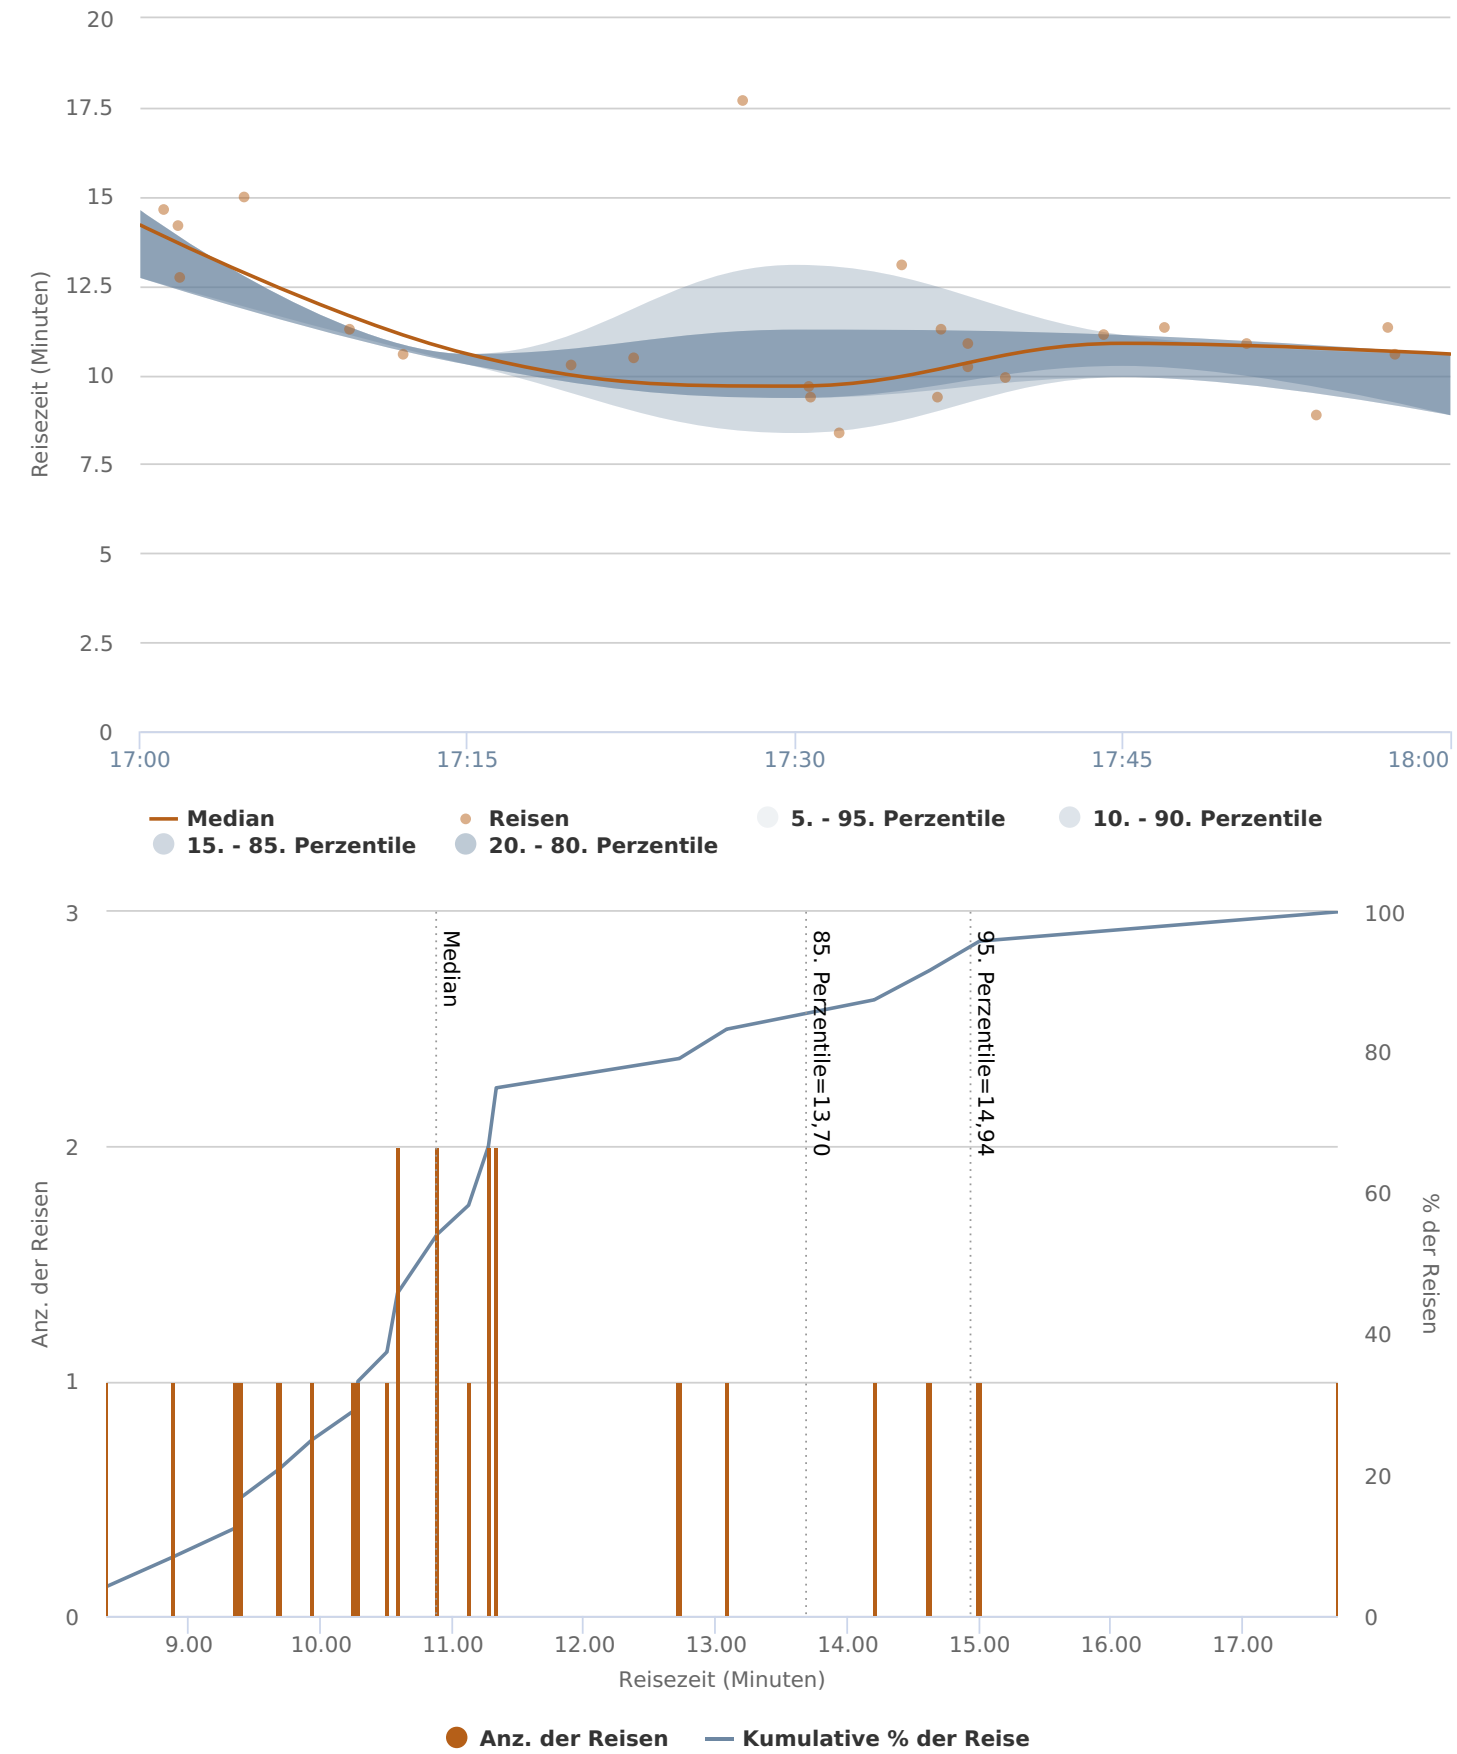 20
17.5
15
12.5
10
7.5
5
2.5
0
Reisezeit (Minuten)
17:00 17:15 17:30 17:45 18:00
Median Reisen 5. - 95. Perzentile 10. - 90. Perzentile
15. - 85. Perzentile 20. - 80. Perzentile
3
2
1
0
Anz. der Reisen
Median
85. Perzentile=13,70
95. Perzentile=14,94
100
80
60
40
20
0
% der Reisen
9.00 10.00 11:00 12:00 13:00 14:00 15:00 16:00 17:00
Reisezeit (Minuten)
Anz. der Reisen Kumulative % der Reise